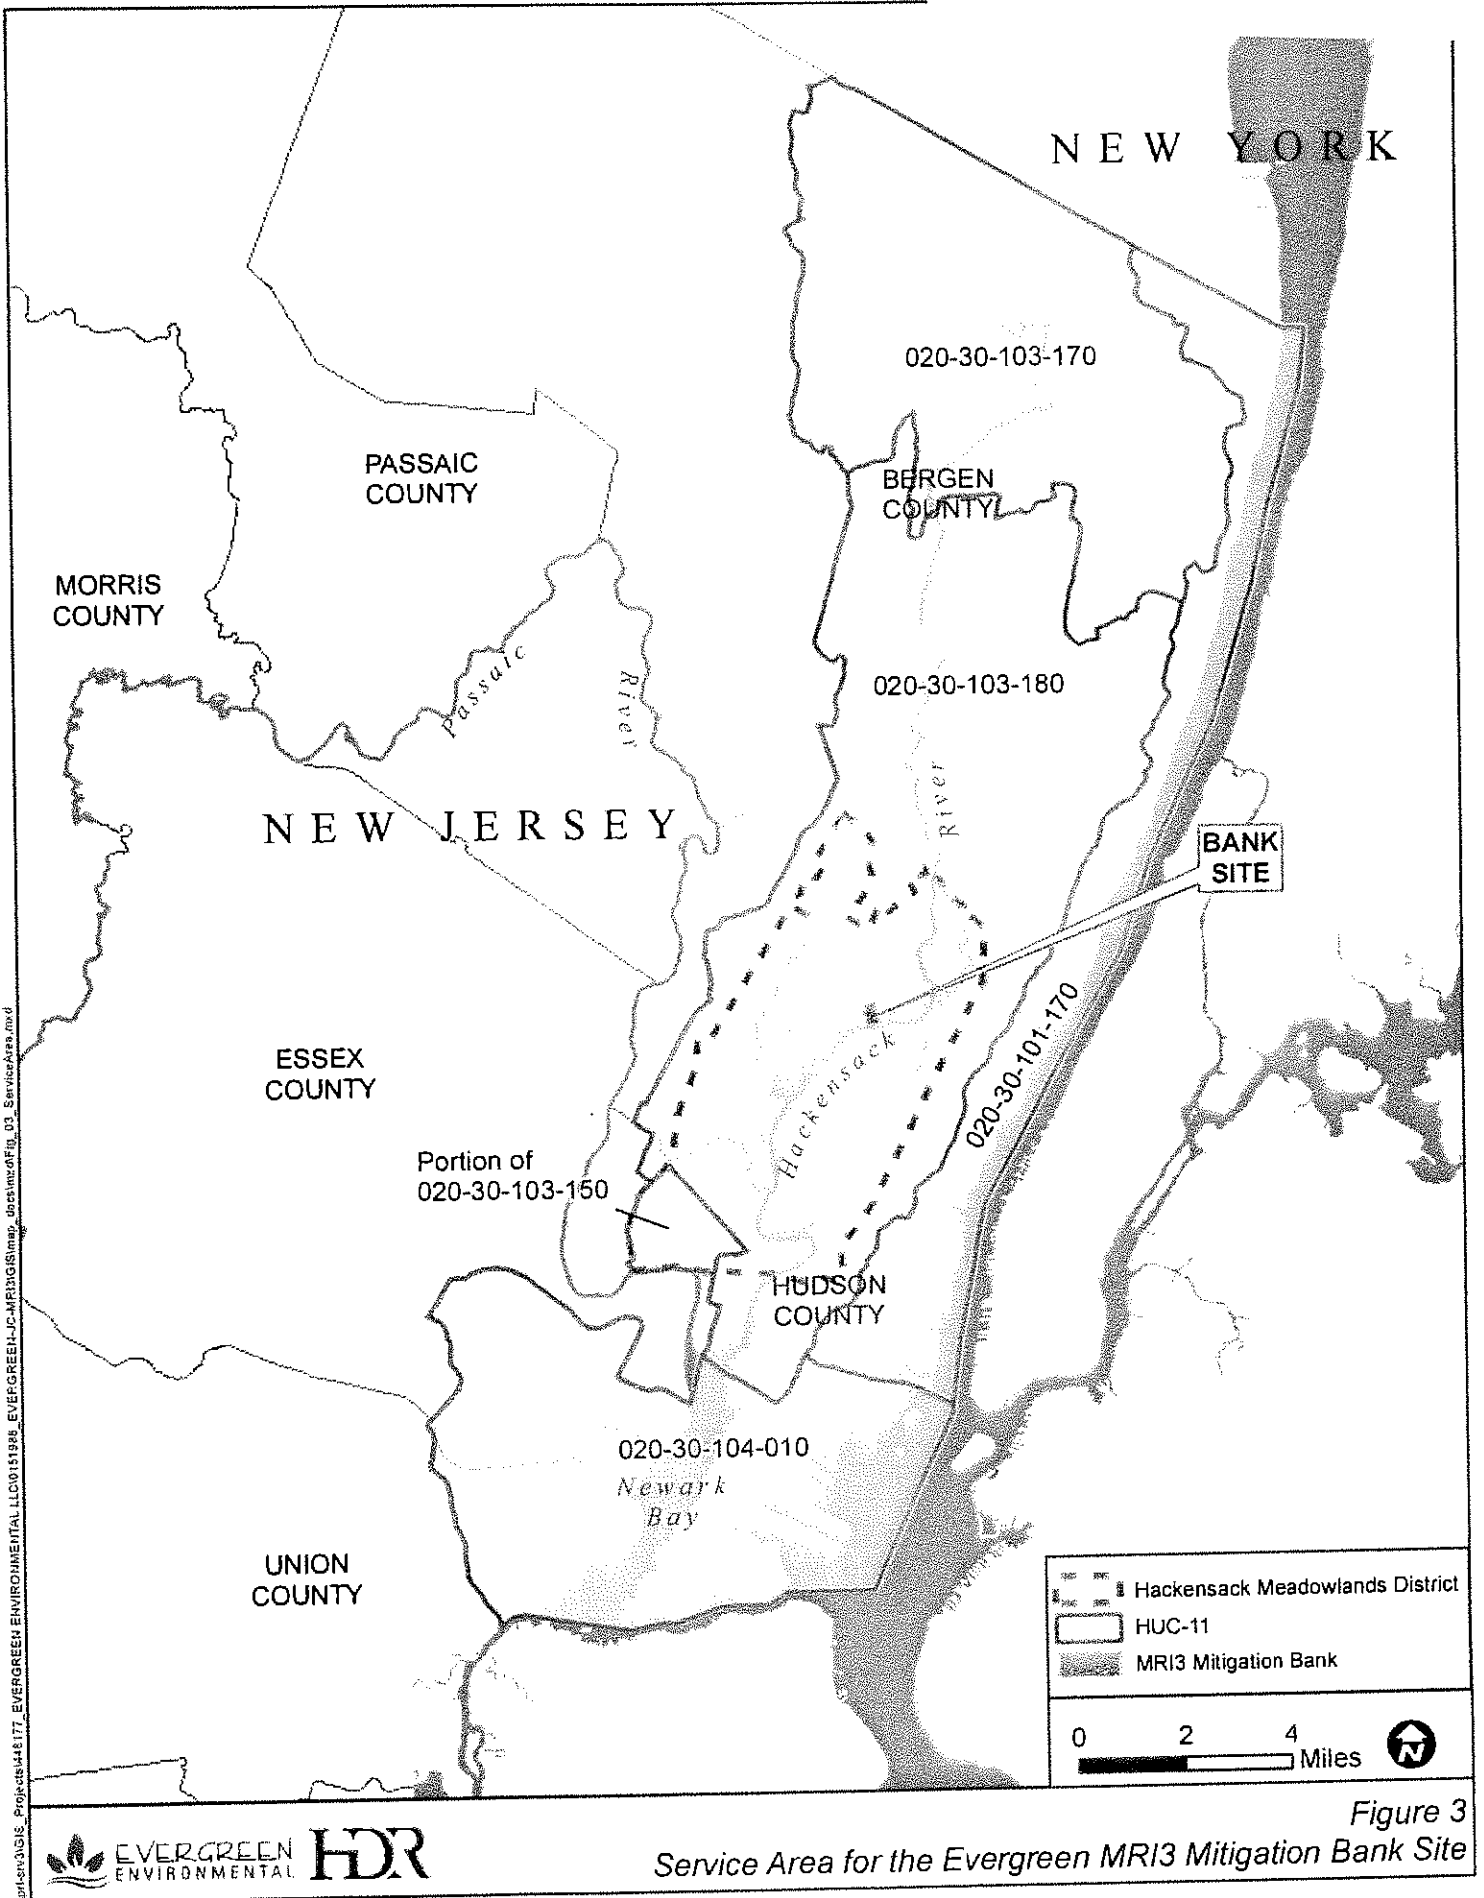 NEW YORK
020-30-103-170
PASSAIC
COUNTY
BERGEN
COUNTY
MORRIS
COUNTY
Passaic
River
020-30-103-180
River
NEW JERSEY
BANK
SITE
020-30-101-170
ESSEX
COUNTY
Hackensack
Portion of
020-30-103-150
HUDSON
COUNTY
020-30-104-010
Newark
Bay
UNION
COUNTY
Hackensack Meadowlands District
HUC-11
MRI3 Mitigation Bank
0 2 4
Miles
N
EVERGREEN
ENVIRONMENTAL
HDR
Figure 3
Service Area for the Evergreen MRI3 Mitigation Bank Site